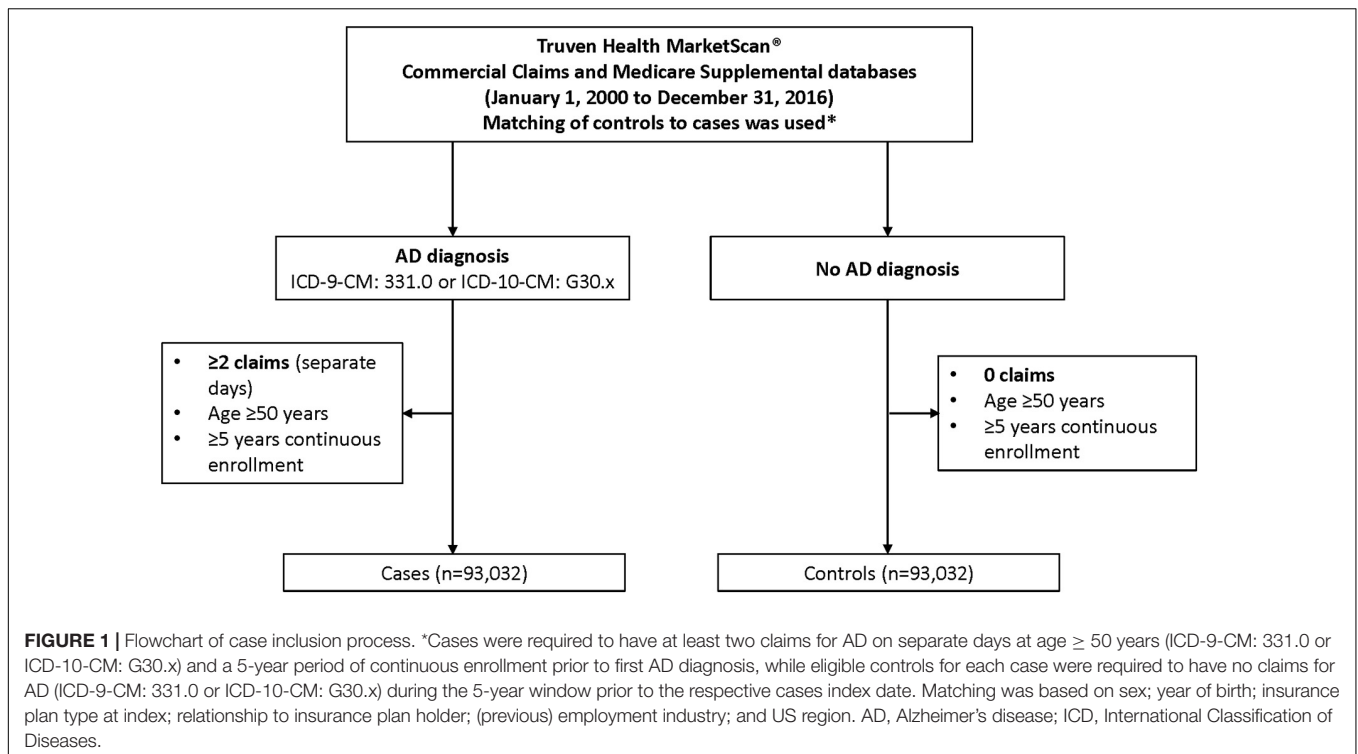 Truven Health MarketScan®
Commercial Claims and Medicare Supplemental databases
(January 1, 2000 to December 31, 2016)
Matching of controls to cases was used*
AD diagnosis
ICD-9-CM: 331.0 or ICD-10-CM: G30.x
No AD diagnosis
• ≥2 claims (separate
days)
• Age ≥50 years
• ≥5 years continuous
enrollment
• 0 claims
• Age ≥50 years
• ≥5 years continuous
enrollment
Cases (n=93,032)
Controls (n=93,032)
FIGURE 1 | Flowchart of case inclusion process. *Cases were required to have at least two claims for AD on separate days at age ≥ 50 years (ICD-9-CM: 331.0 or
ICD-10-CM: G30.x) and a 5-year period of continuous enrollment prior to first AD diagnosis, while eligible controls for each case were required to have no claims for
AD (ICD-9-CM: 331.0 or ICD-10-CM: G30.x) during the 5-year window prior to the respective cases index date. Matching was based on sex; year of birth; insurance
plan type at index; relationship to insurance plan holder; (previous) employment industry; and US region. AD, Alzheimer's disease; ICD, International Classification of
Diseases.